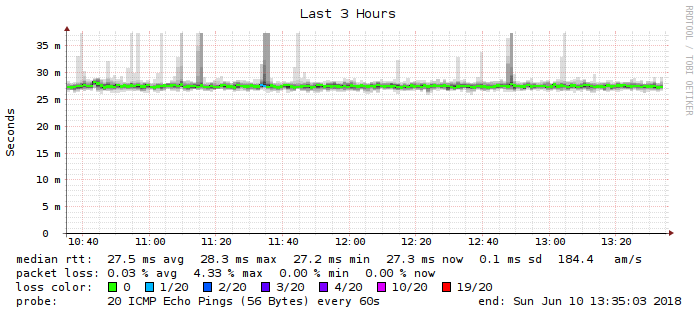 Last 3 Hours
RRDTOOL / TOBI OETIKER
Seconds
35 m
30 m
25 m
20 m
15 m
10 m
5 m
0
10:40 11:00 11:20 11:40 12:00 12:20 12:40 13:00 13:20
median rtt: 27.5 ms avg 28.3 ms max 27.2 ms min 27.3 ms now 0.1 ms sd 184.4 am/s
packet loss: 0.03 % avg 4.33 % max 0.00 % min 0.00 % now
loss color: 0 1/20 2/20 3/20 4/20 10/20 19/20
probe: 20 ICMP Echo Pings (56 Bytes) every 60s end: Sun Jun 10 13:35:03 2018